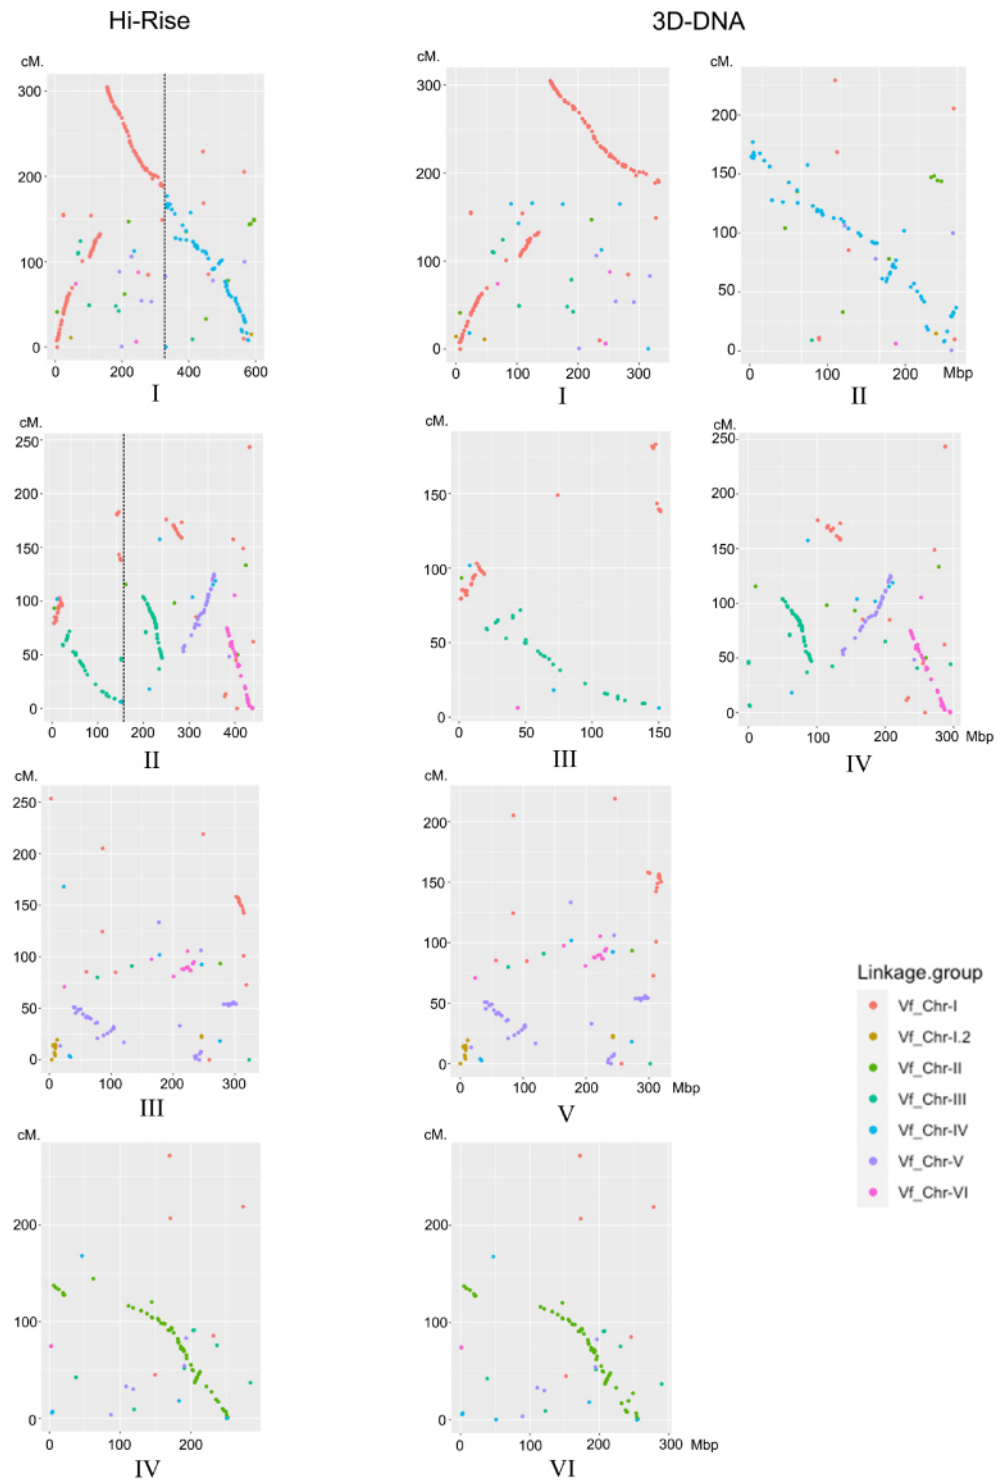 Hi-Rise
3D-DNA
cM.
300
200
100
0
0 200 400 600
I
cM.
300
200
100
0
0 100 200 300
I
cM.
200
150
100
50
0
0 100 200 Mbp
II
cM.
250
200
150
100
50
0
0 100 200 300 400
II
cM.
150
100
50
0
0 50 100 150
III
cM.
250
200
150
100
50
0
0 100 200 300 Mbp
IV
cM.
250
200
150
100
50
0
0 100 200 300
III
cM.
200
150
100
50
0
0 100 200 300 Mbp
V
Linkage.group
Vf_Chr-I
Vf_Chr-I.2
Vf_Chr-II
Vf_Chr-III
Vf_Chr-IV
Vf_Chr-V
Vf_Chr-VI
cM.
200
100
0
0 100 200
IV
cM.
200
100
0
0 100 200 300 Mbp
VI